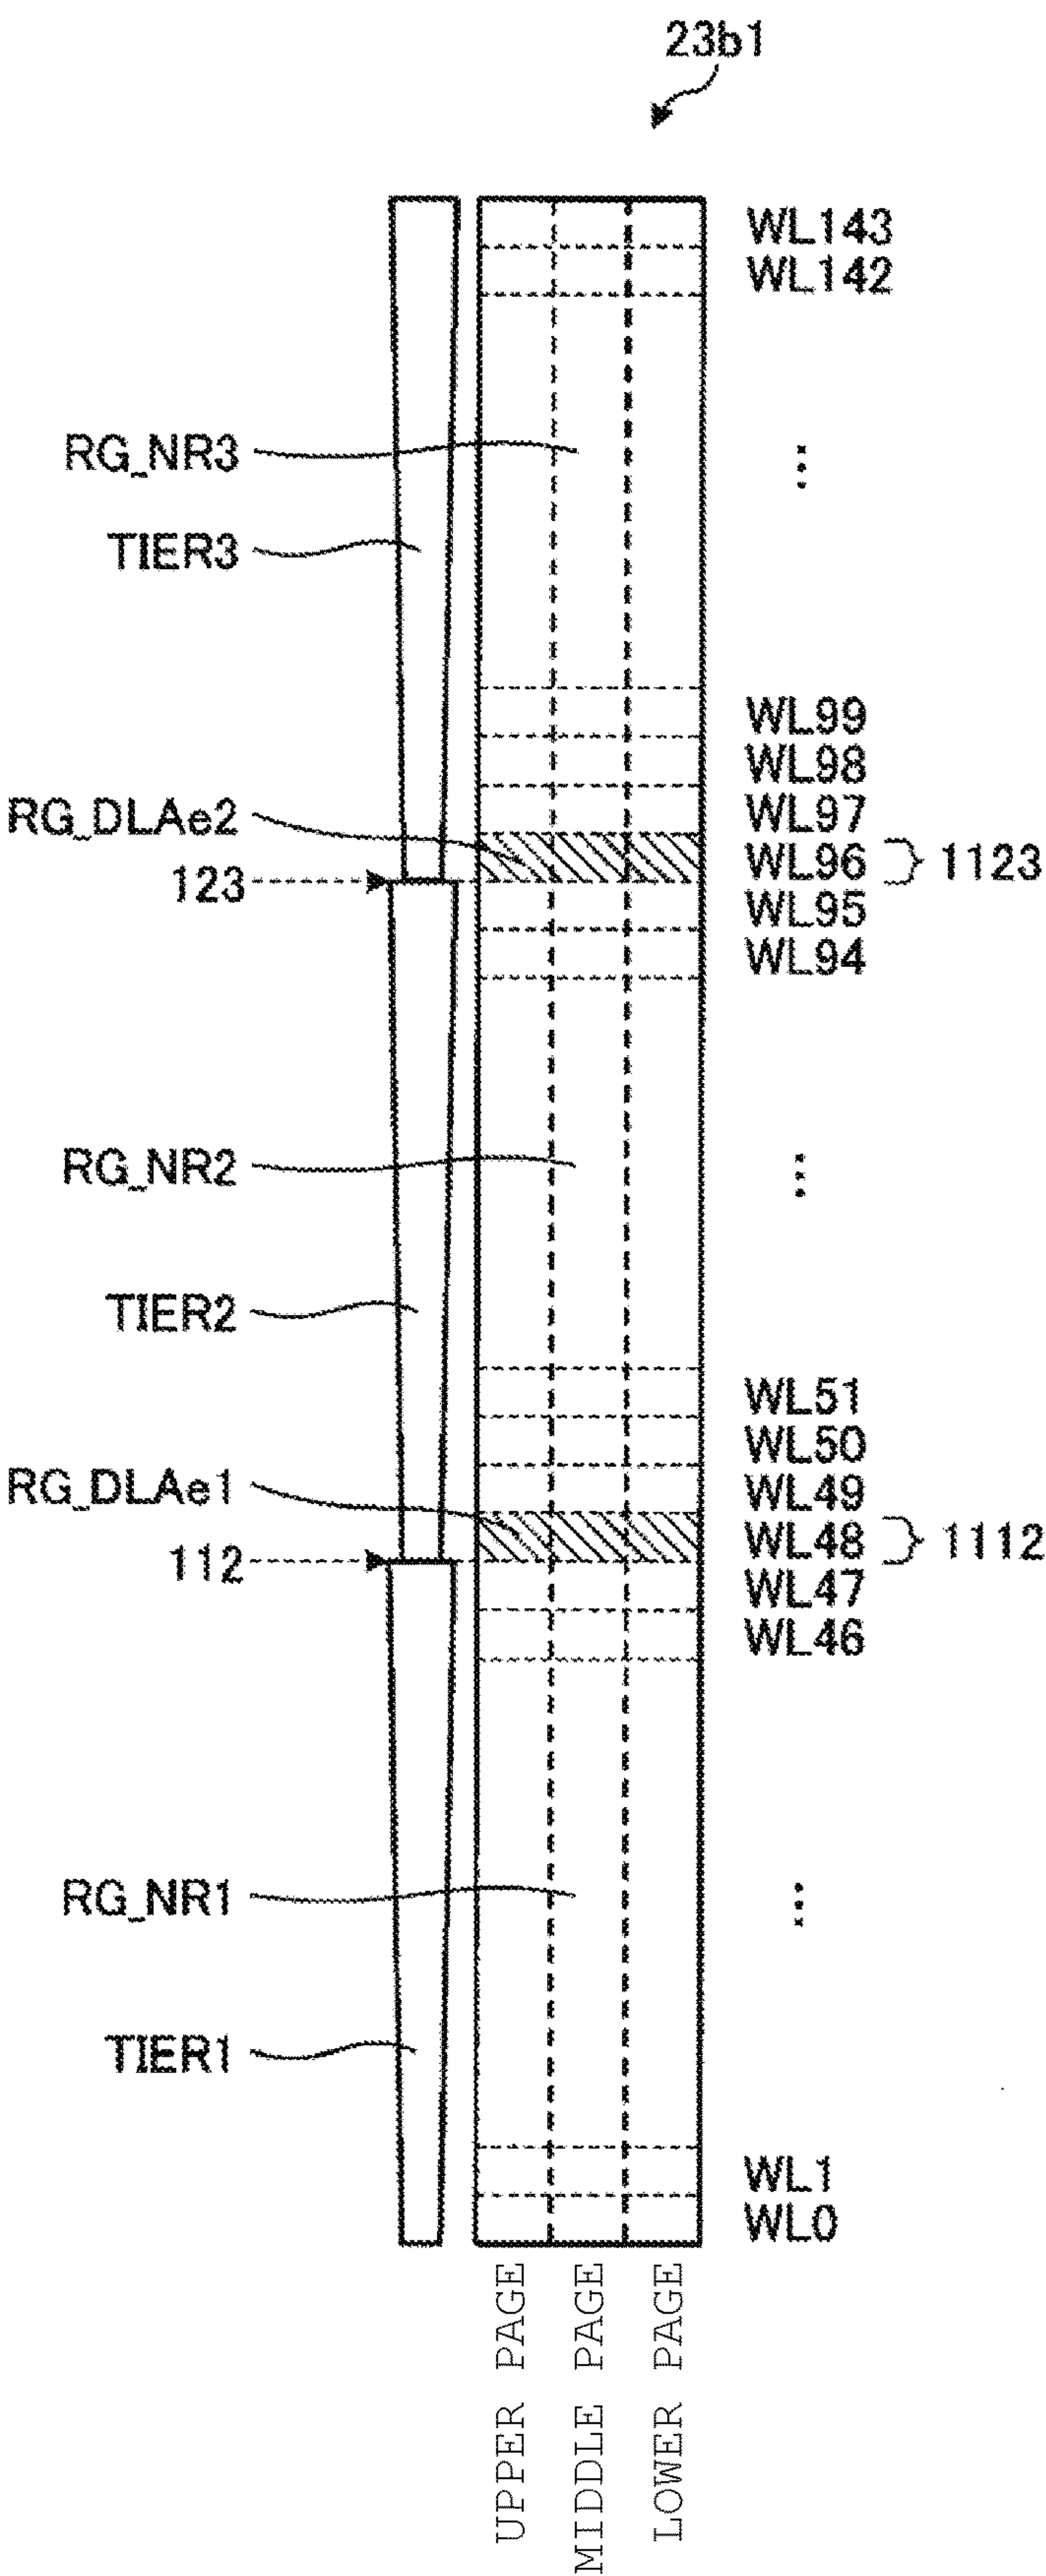 23b1
WL143
WL142
RG_NR3
...
TIER3
WL99
WL98
RG_DLAe2
WL97
WL96 } 1123
123
WL95
WL94
RG_NR2
...
TIER2
WL51
WL50
RG_DLAe1
WL49
WL48 } 1112
112
WL47
WL46
RG_NR1
...
TIER1
WL1
WL0
UPPER PAGE
MIDDLE PAGE
LOWER PAGE